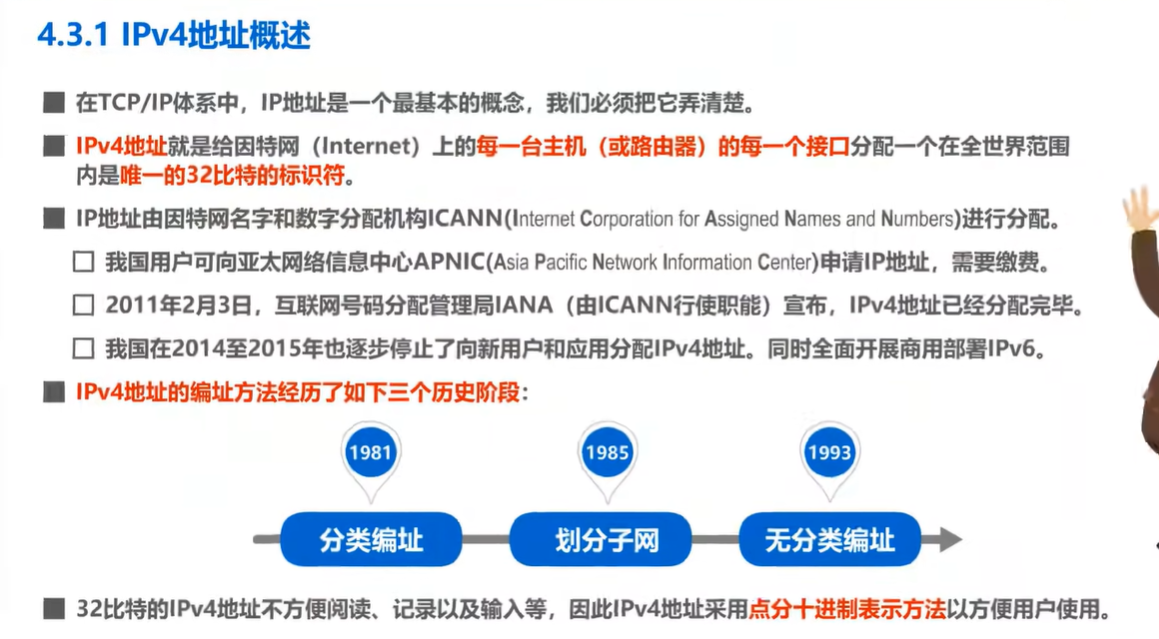 4.3.1 IPv4地址概述
在TCP/IP体系中，IP地址是一个最基本的概念，我们必须把它弄清楚。
IPv4地址就是给因特网（Internet）上的每一台主机（或路由器）的每一个接口分配一个在全世界范围
内是唯一的32比特的标识符。
IP地址由因特网名字和数字分配机构ICANN(Internet Corporation for Assigned Names and Numbers)进行分配。
我国用户可向亚太网络信息中心APNIC(Asia Pacific Network Information Center)申请IP地址，需要缴费。
2011年2月3日，互联网号码分配管理局IANA（由ICANN行使职能）宣布，IPv4地址已经分配完毕。
我国在2014至2015年也逐步停止了向新用户和应用分配IPv4地址。同时全面开展商用部署IPv6。
IPv4地址的编址方法经历了如下三个历史阶段：
1981 1985 1993
分类编址 划分子网 无分类编址
32比特的IPv4地址不方便阅读、记录以及输入等，因此IPv4地址采用点分十进制表示方法以方便用户使用。